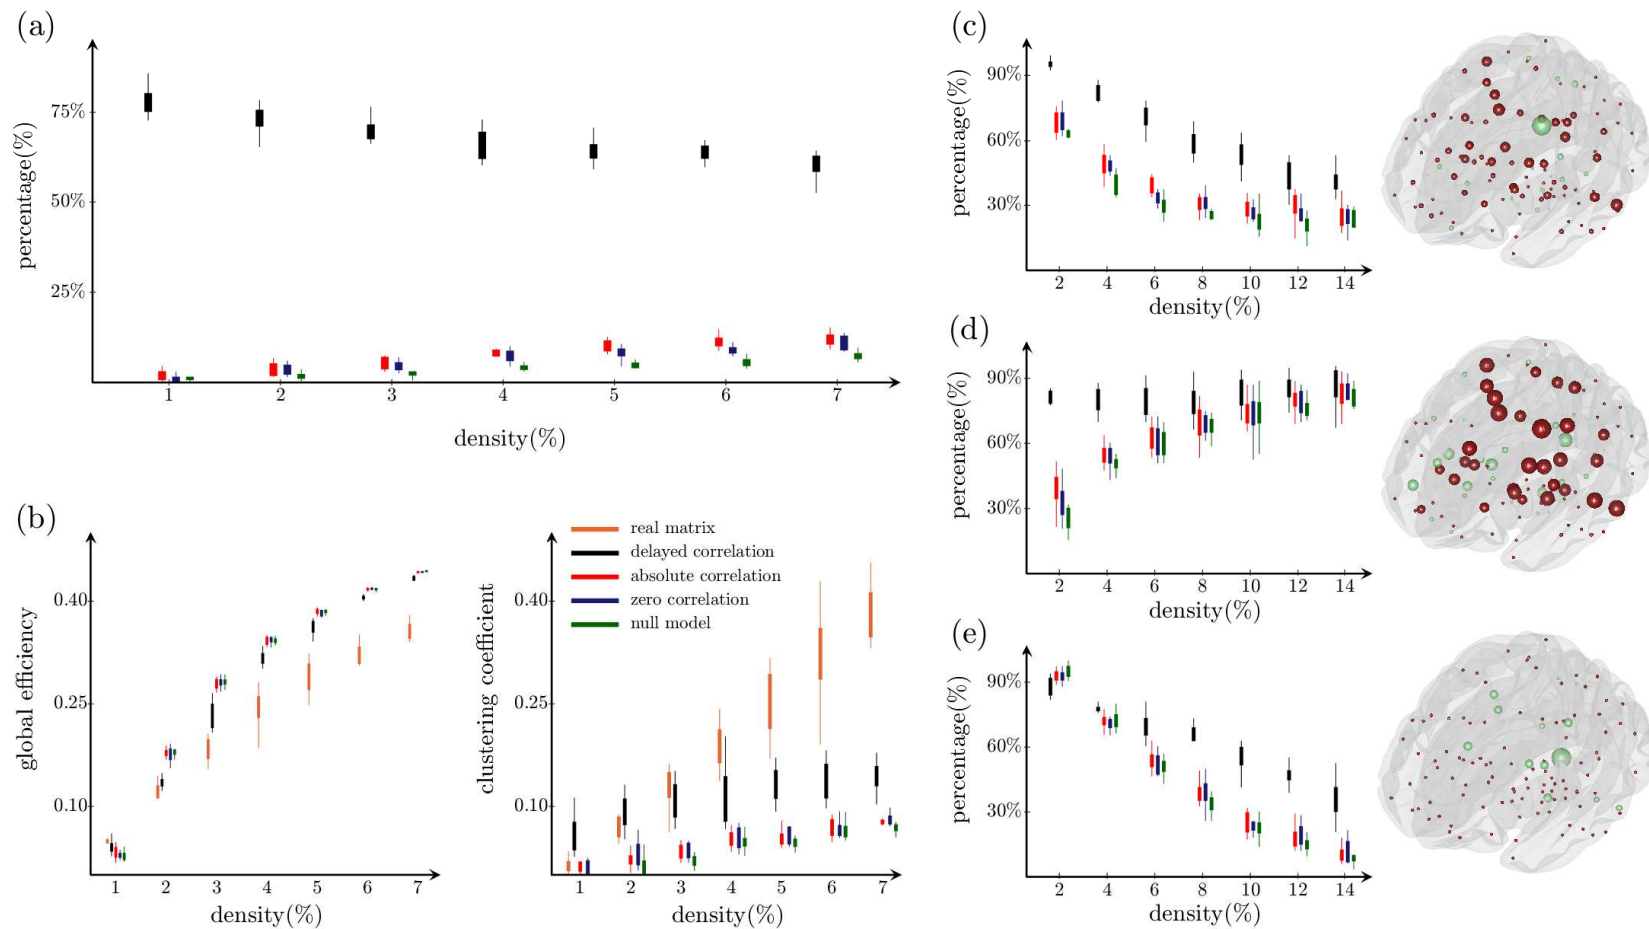 (a)
percentage(%)
75%
50%
25%
1 2 3 4 5 6 7
density(%)
(b)
global efficiency
0.40
0.25
0.10
1 2 3 4 5 6 7
density(%)
clustering coefficient
0.40
0.25
0.10
real matrix
delayed correlation
absolute correlation
zero correlation
null model
1 2 3 4 5 6 7
density(%)
(c)
percentage(%)
90%
60%
30%
2 4 6 8 10 12 14
density(%)
(d)
percentage(%)
90%
60%
30%
2 4 6 8 10 12 14
density(%)
(e)
percentage(%)
90%
60%
30%
2 4 6 8 10 12 14
density(%)